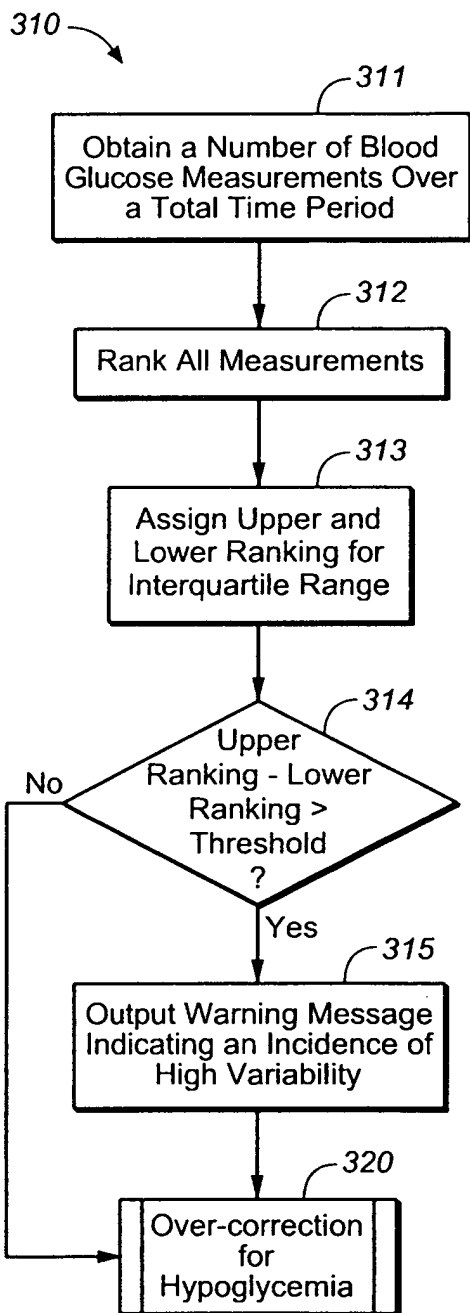 310
311
Obtain a Number of Blood
Glucose Measurements Over
a Total Time Period
312
Rank All Measurements
313
Assign Upper and
Lower Ranking for
Interquartile Range
314
Upper
Ranking - Lower
Ranking >
Threshold
?
No
Yes
315
Output Warning Message
Indicating an Incidence of
High Variability
320
Over-correction
for
Hypoglycemia